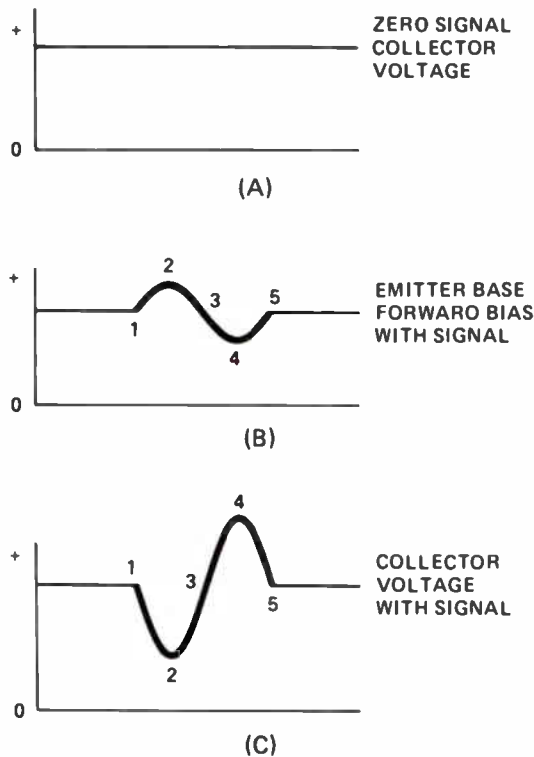 +
ZERO SIGNAL
COLLECTOR
VOLTAGE
0
(A)
2
+
3
5
EMITTER BASE
FORWARO BIAS
WITH SIGNAL
1
4
0
(B)
4
+
1
3
COLLECTOR
VOLTAGE
WITH SIGNAL
5
2
0
(C)